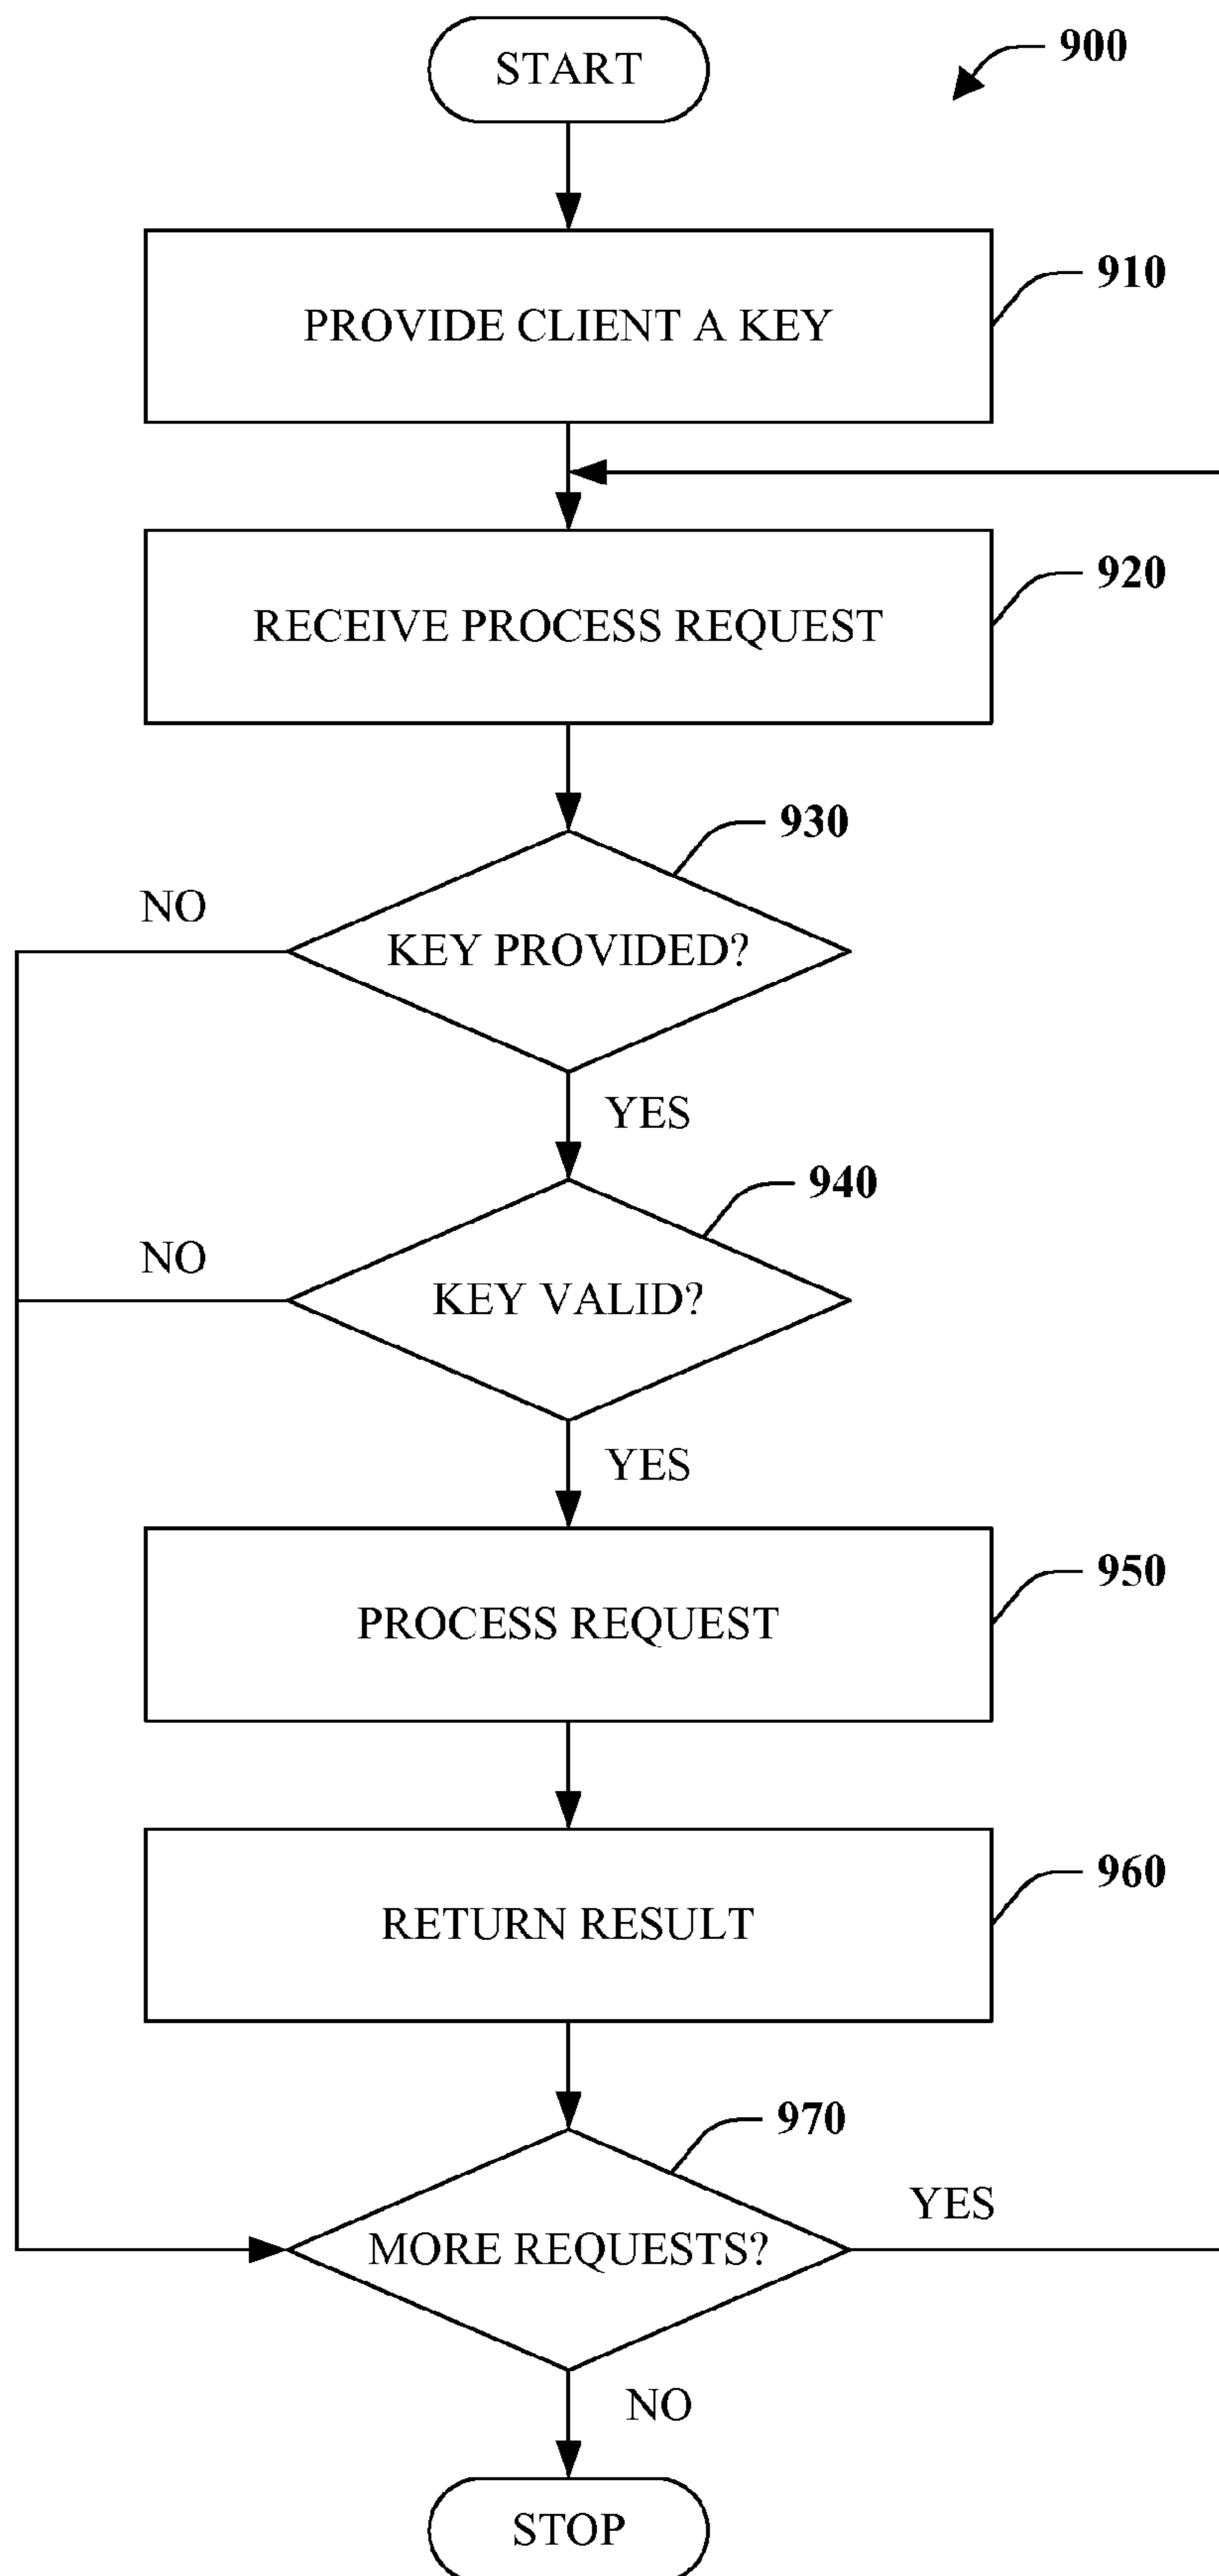 START
900
PROVIDE CLIENT A KEY
910
RECEIVE PROCESS REQUEST
920
930
KEY PROVIDED?
NO
YES
940
KEY VALID?
NO
YES
PROCESS REQUEST
950
RETURN RESULT
960
970
MORE REQUESTS?
YES
NO
STOP